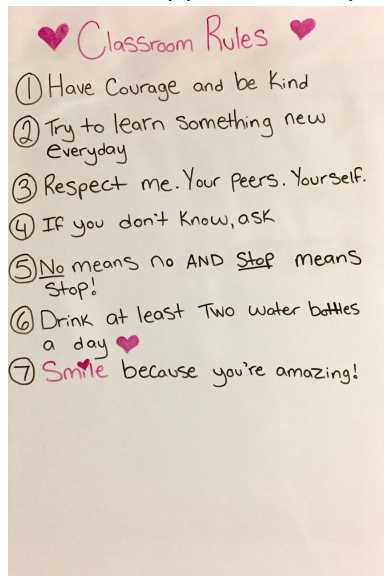 Classroom Rules
① Have Courage and be Kind
② Try to learn something new
everyday
③ Respect me. Your Peers. Yourself.
④ If you don't know, ask
⑤ No means no AND Stop means
Stop!
⑥ Drink at least Two water bottles
a day
⑦ Smile because you're amazing!